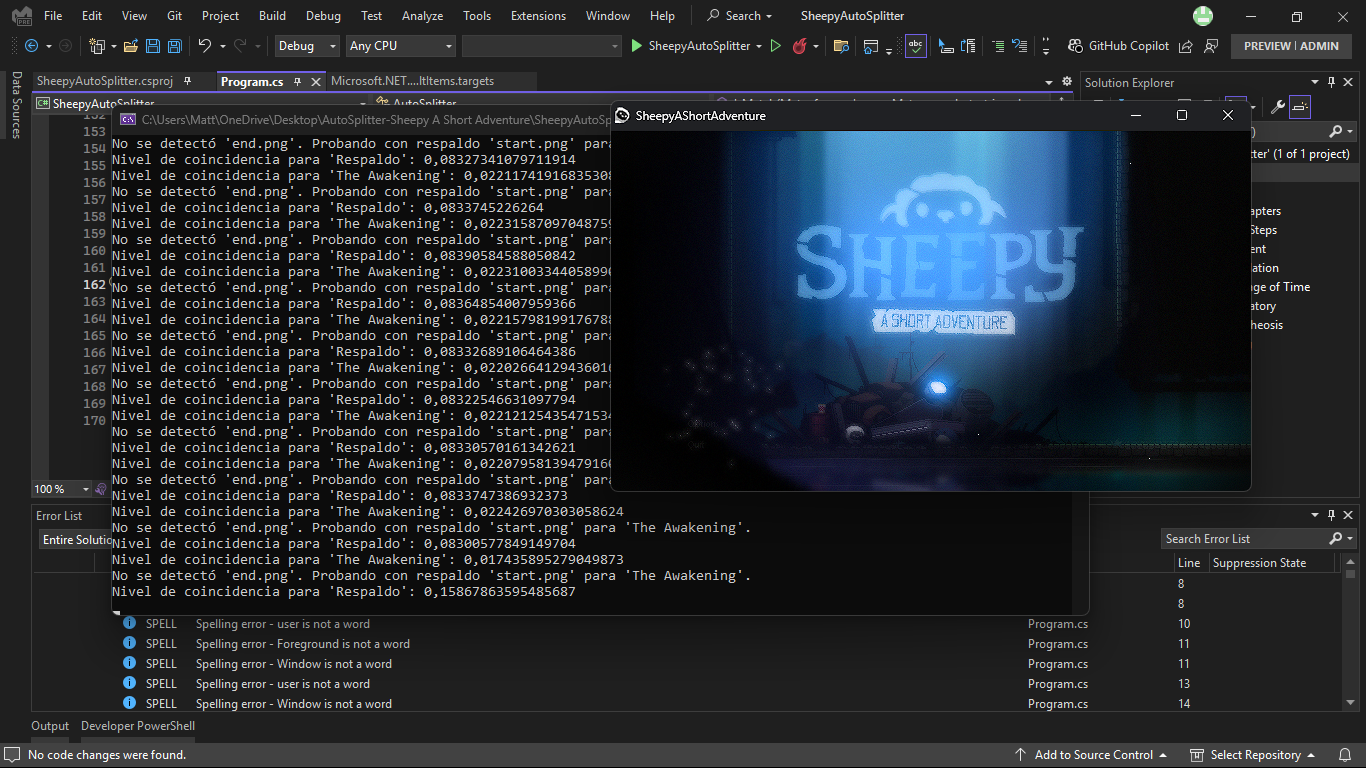 File Edit View Git Project Build Debug Test Analyze Tools Extensions Window Help Search SheepyAutoSplitter
Debug Any CPU SheepyAutoSplitter GitHub Copilot PREVIEW | ADMIN
Data Sources
SheepyAutoSplitter.csproj Program.cs Microsoft.NET....ltItems.targets
SheepyAutoSplitter AutoSplitter
Solution Explorer
C:\Users\Matt\OneDrive\Desktop\AutoSplitter-Sheepy A Short Adventure\SheepyAutoSp
SheepyAShortAdventure
SHEEPY
A SHORT ADVENTURE
tter' (1 of 1 project)
apters
Steps
ent
ation
ge of Time
atory
theosis
152
153
154
155
156
157
158
159
160
161
162
163
164
165
166
167
168
169
170
No se detectó 'end.png'. Probando con respaldo 'start.png' para
Nivel de coincidencia para 'Respaldo': 0,08327341079711914
Nivel de coincidencia para 'The Awakening': 0,02211741916835308
No se detectó 'end.png'. Probando con respaldo 'start.png' para
Nivel de coincidencia para 'Respaldo': 0,0833745226264
Nivel de coincidencia para 'The Awakening': 0,02231587097048759
No se detectó 'end.png'. Probando con respaldo 'start.png' para
Nivel de coincidencia para 'Respaldo': 0,08390584588050842
Nivel de coincidencia para 'The Awakening': 0,02231003344058990
No se detectó 'end.png'. Probando con respaldo 'start.png' para
Nivel de coincidencia para 'Respaldo': 0,08364854007959366
Nivel de coincidencia para 'The Awakening': 0,02215798199176788
No se detectó 'end.png'. Probando con respaldo 'start.png' para
Nivel de coincidencia para 'Respaldo': 0,08332689106464386
Nivel de coincidencia para 'The Awakening': 0,02202664129436016
No se detectó 'end.png'. Probando con respaldo 'start.png' para
Nivel de coincidencia para 'Respaldo': 0,08322546631097794
Nivel de coincidencia para 'The Awakening': 0,02212125435471534
No se detectó 'end.png'. Probando con respaldo 'start.png' para
Nivel de coincidencia para 'Respaldo': 0,08330570161342621
Nivel de coincidencia para 'The Awakening': 0,02207958139479160
No se detectó 'end.png'. Probando con respaldo 'start.png' para
Nivel de coincidencia para 'Respaldo': 0,0833747386932373
Nivel de coincidencia para 'The Awakening': 0,022426970303058624
No se detectó 'end.png'. Probando con respaldo 'start.png' para 'The Awakening'.
Nivel de coincidencia para 'Respaldo': 0,08300577849149704
Nivel de coincidencia para 'The Awakening': 0,017435895279049873
No se detectó 'end.png'. Probando con respaldo 'start.png' para 'The Awakening'.
Nivel de coincidencia para 'Respaldo': 0,15867863595485687
100 %
Error List
Entire Solutio
Search Error List
Line Suppression State
8
8
SPELL Spelling error - user is not a word Program.cs 10
SPELL Spelling error - Foreground is not a word Program.cs 11
SPELL Spelling error - Window is not a word Program.cs 11
SPELL Spelling error - user is not a word Program.cs 13
SPELL Spelling error - Window is not a word Program.cs 14
Output Developer PowerShell
No code changes were found. Add to Source Control Select Repository